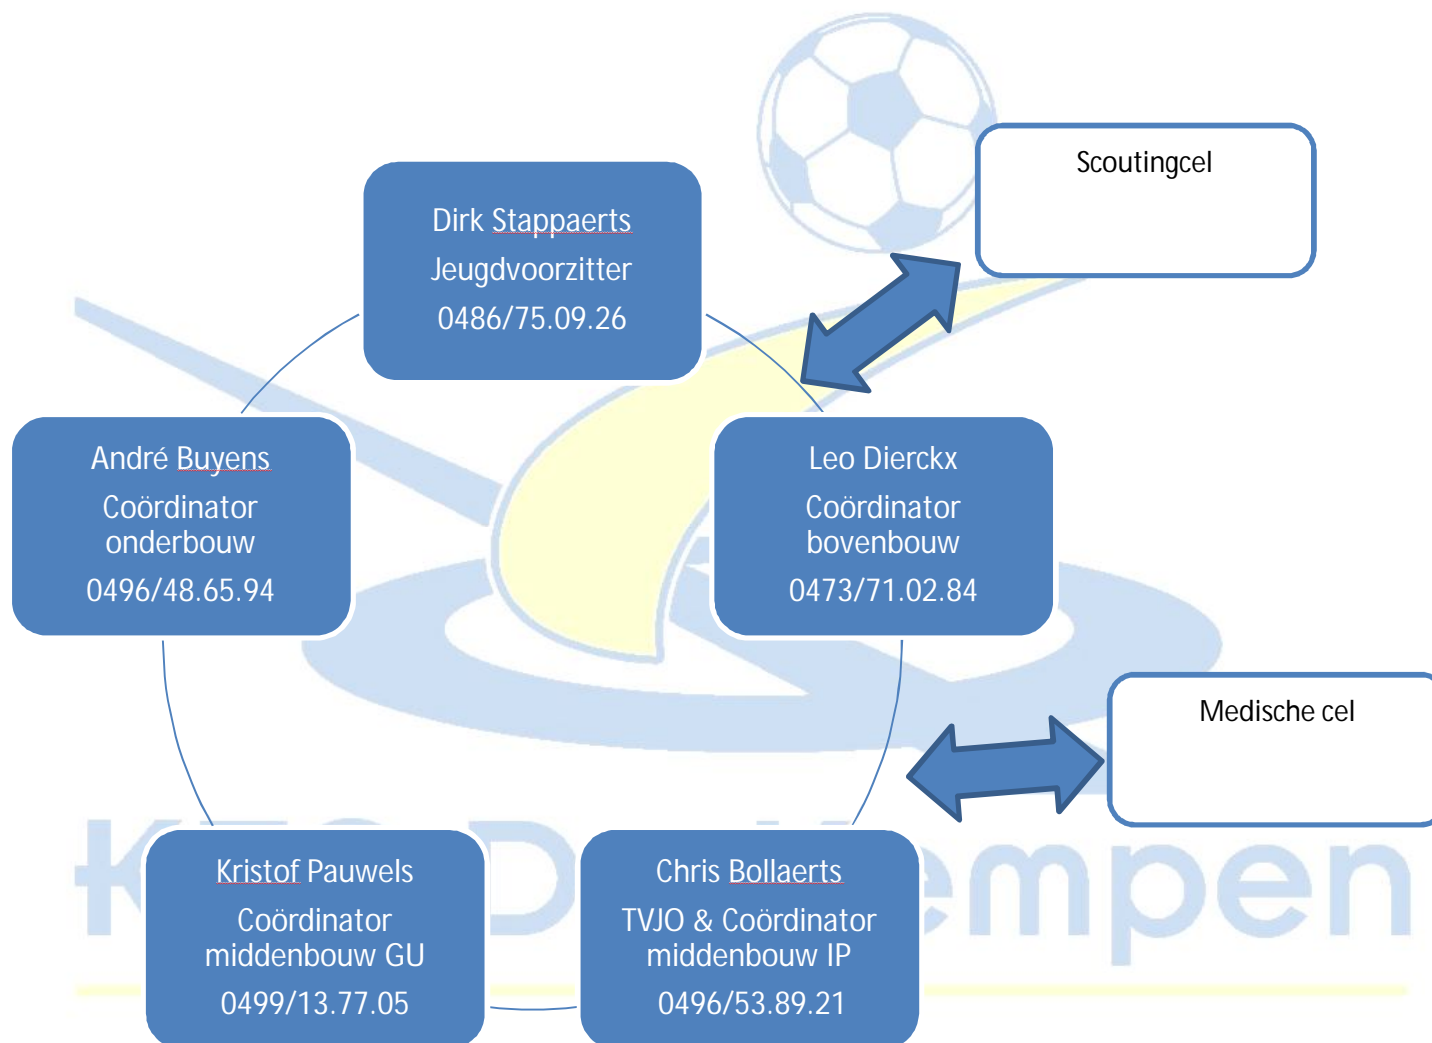 Scoutingcel
Dirk Stappaerts
Jeugdvoorzitter
0486/75.09.26
André Buyens
Coördinator
onderbouw
0496/48.65.94
Leo Dierckx
Coördinator
bovenbouw
0473/71.02.84
Medische cel
Kristof Pauwels
Coördinator
middenbouw GU
0499/13.77.05
Chris Bollaerts
TVJO & Coördinator
middenbouw IP
0496/53.89.21